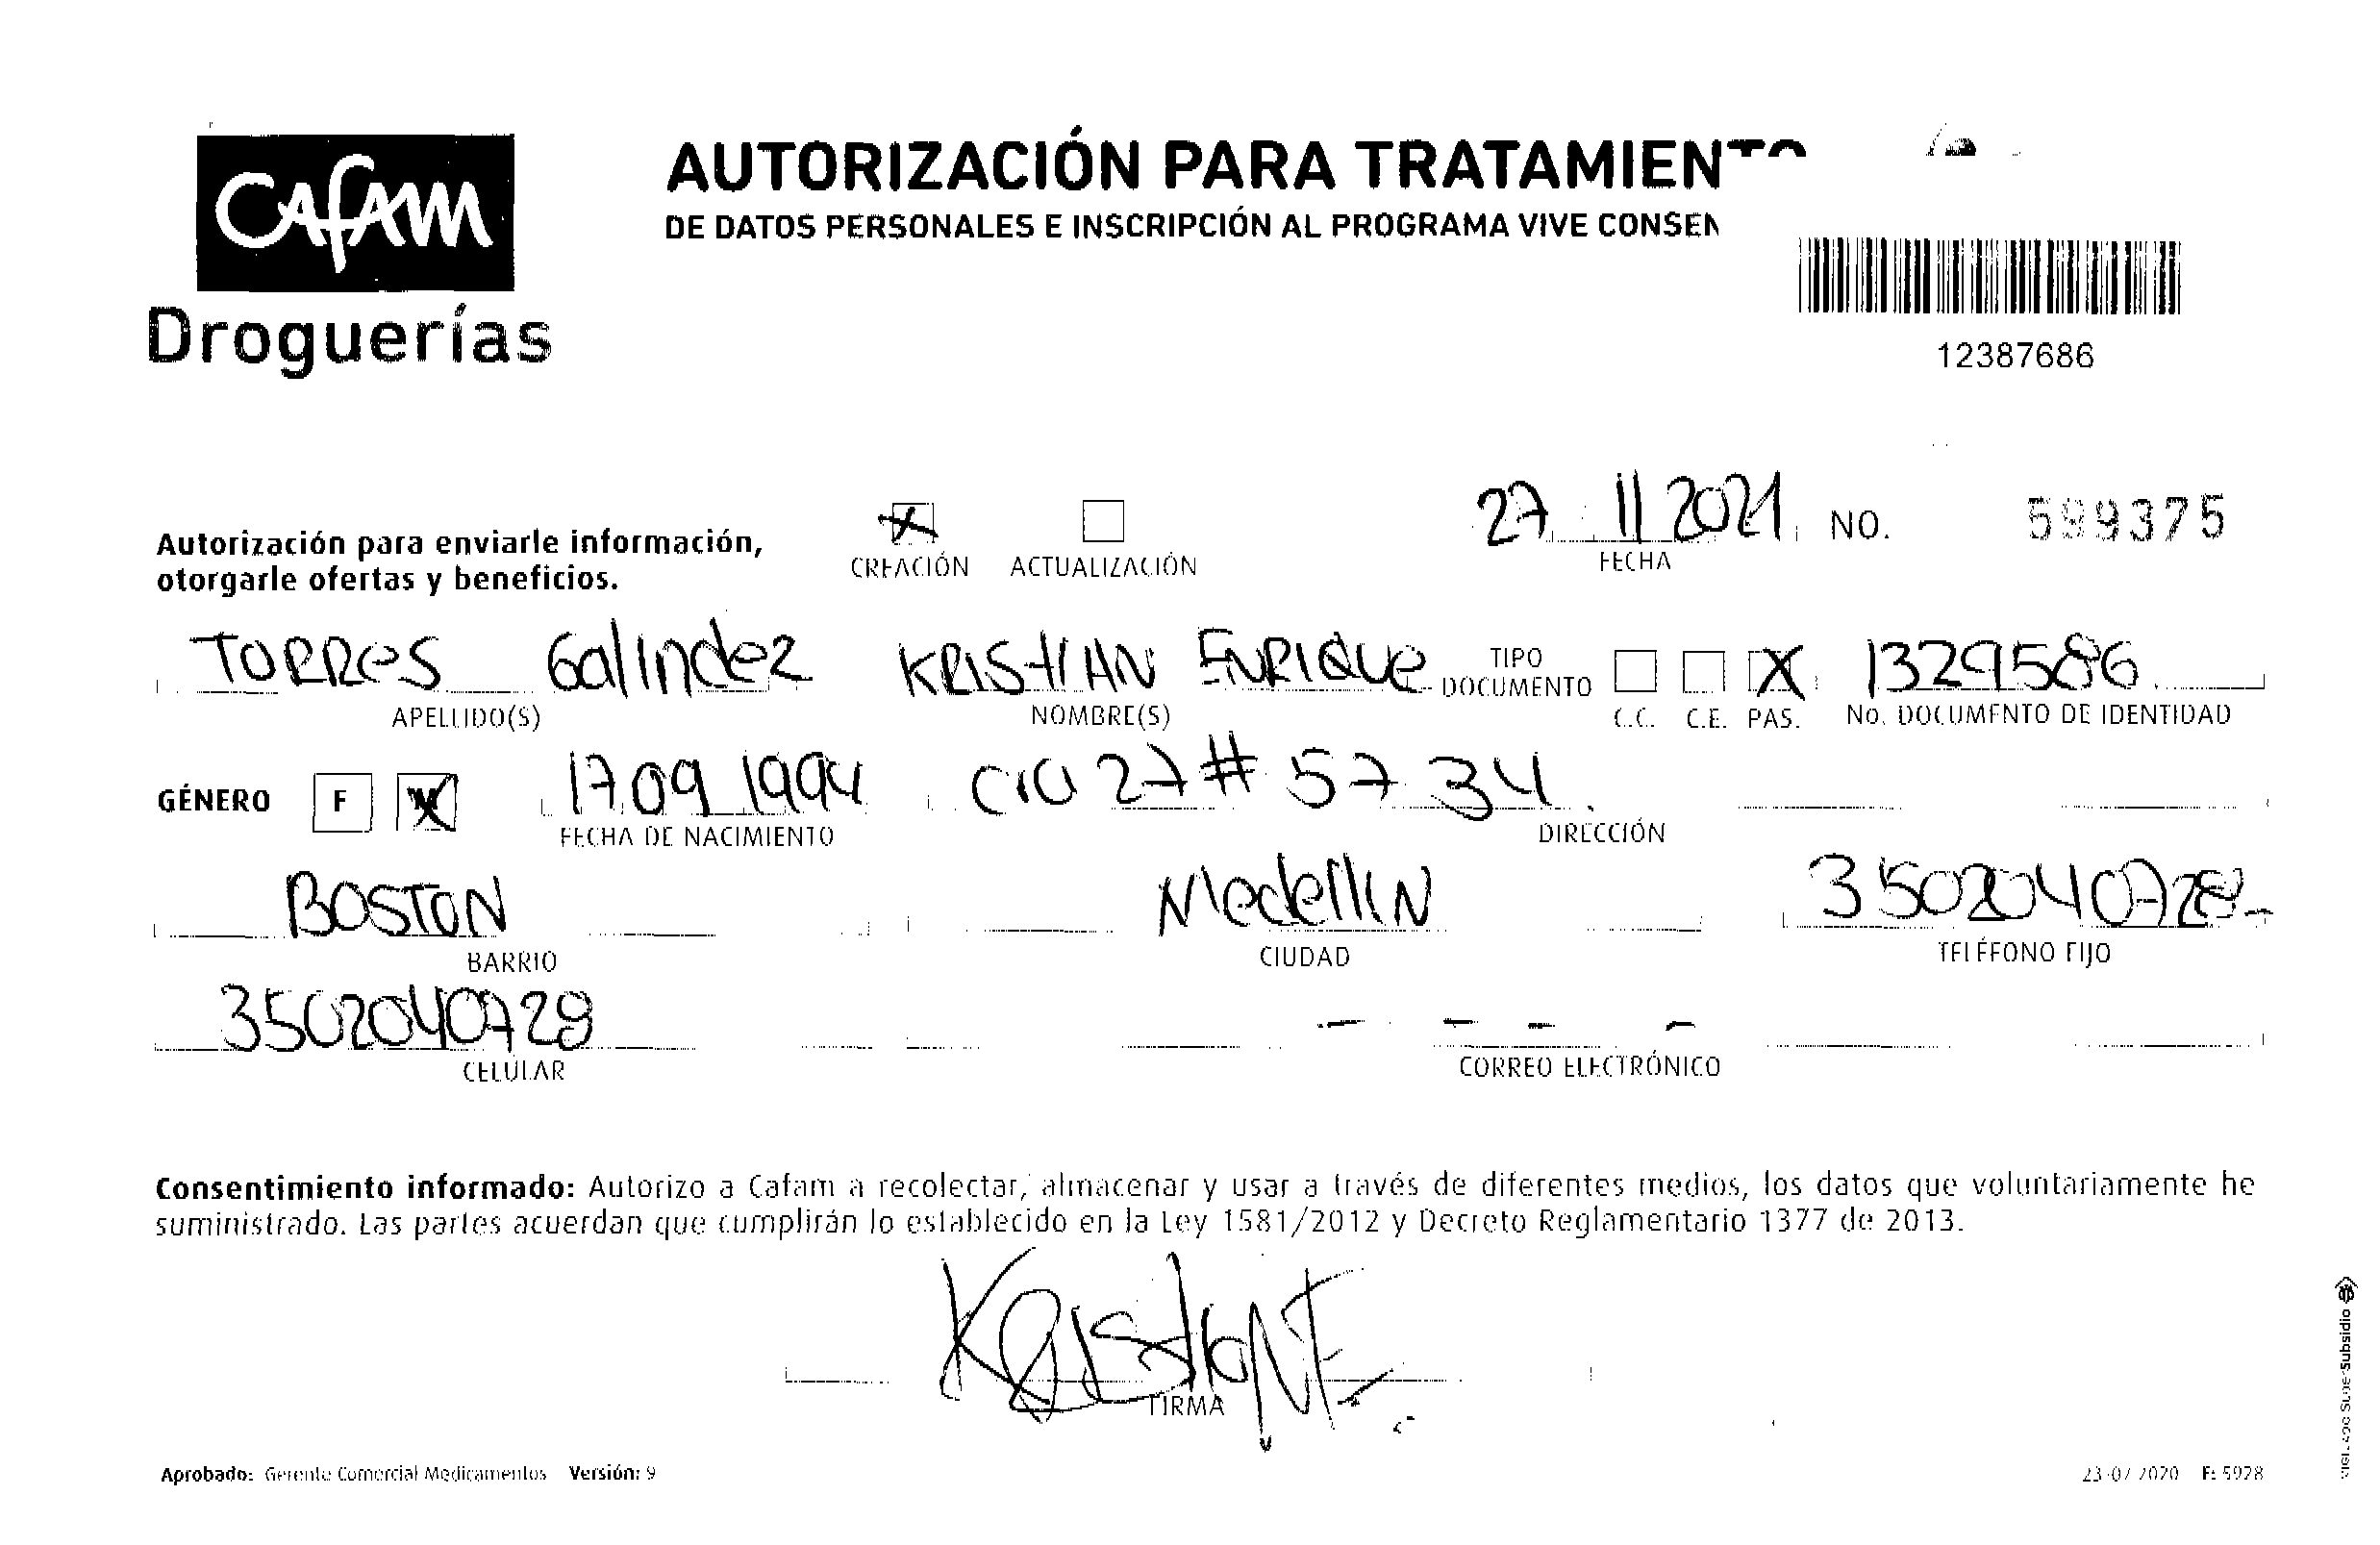 CAFAM
Droguerías
AUTORIZACIÓN PARA TRATAMIENTO
DE DATOS PERSONALES E INSCRIPCIÓN AL PROGRAMA VIVE CONSEN
12387686
Autorización para enviarle información,
otorgarle ofertas y beneficios.
CREACIÓN ACTUALIZACIÓN
27 11 2021 NO. 599375
FECHA
TORRES Galindez KRISTIAN ENRIQUE TIPO DOCUMENTO X 1329586
APELLIDO(S) NOMBRE(S) C.C. C.E. PAS. No. DOCUMENTO DE IDENTIDAD
GÉNERO F M 17 09 1994 Cra 27 # 57 34
FECHA DE NACIMIENTO DIRECCIÓN
BOSTON Medellin 3502040728
BARRIO CIUDAD TELÉFONO FIJO
3502040728
CELULAR CORREO ELECTRÓNICO
Consentimiento informado: Autorizo a Cafam a recolectar, almacenar y usar a través de diferentes medios, los datos que voluntariamente he
suministrado. Las partes acuerdan que cumplirán lo establecido en la Ley 1581/2012 y Decreto Reglamentario 1377 de 2013.
FIRMA
Aprobado: Gerente Comercial Medicamentos Versión: 9
23-07 2020 F: 5928
SuperSubsidio